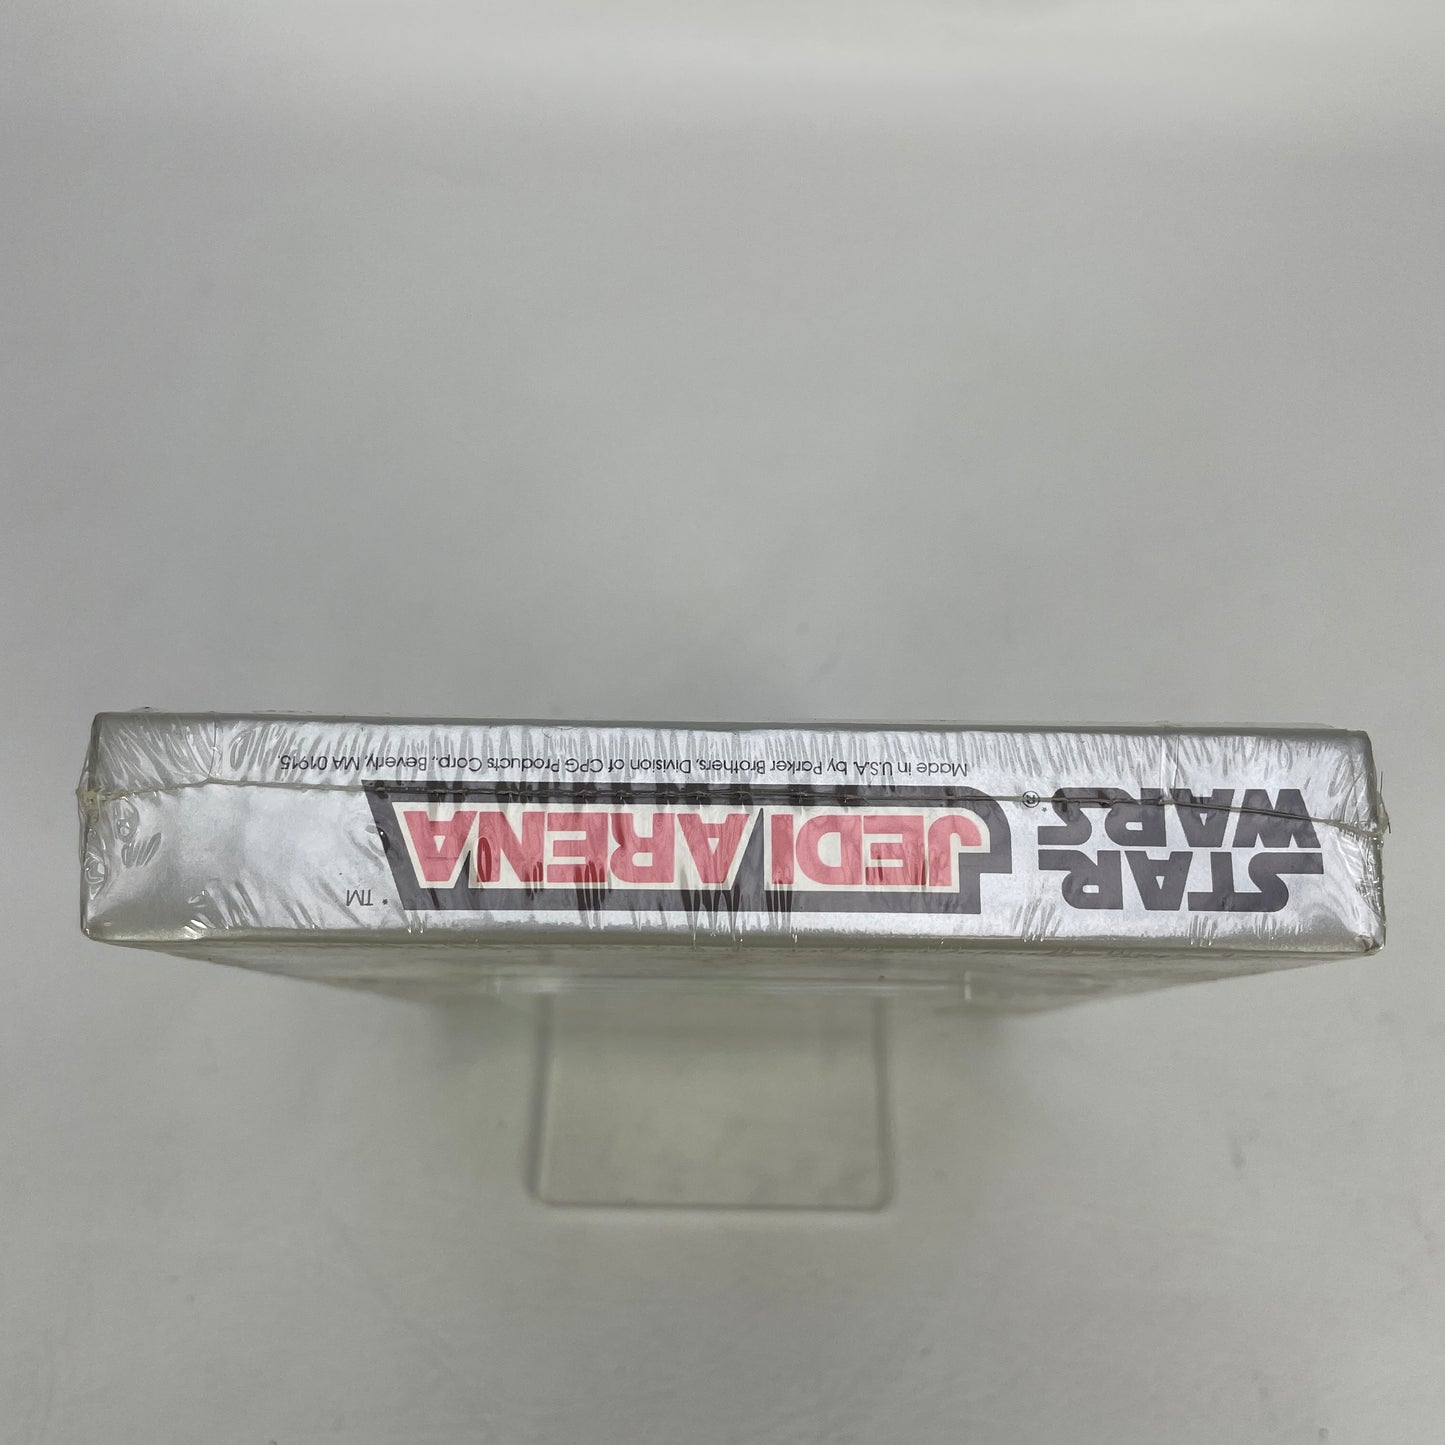 STAR
WARS®*
JEDI ARENA
™*
Made in U.S.A. by Parker Brothers, Division of CPG Products Corp., Beverly, MA 01915.